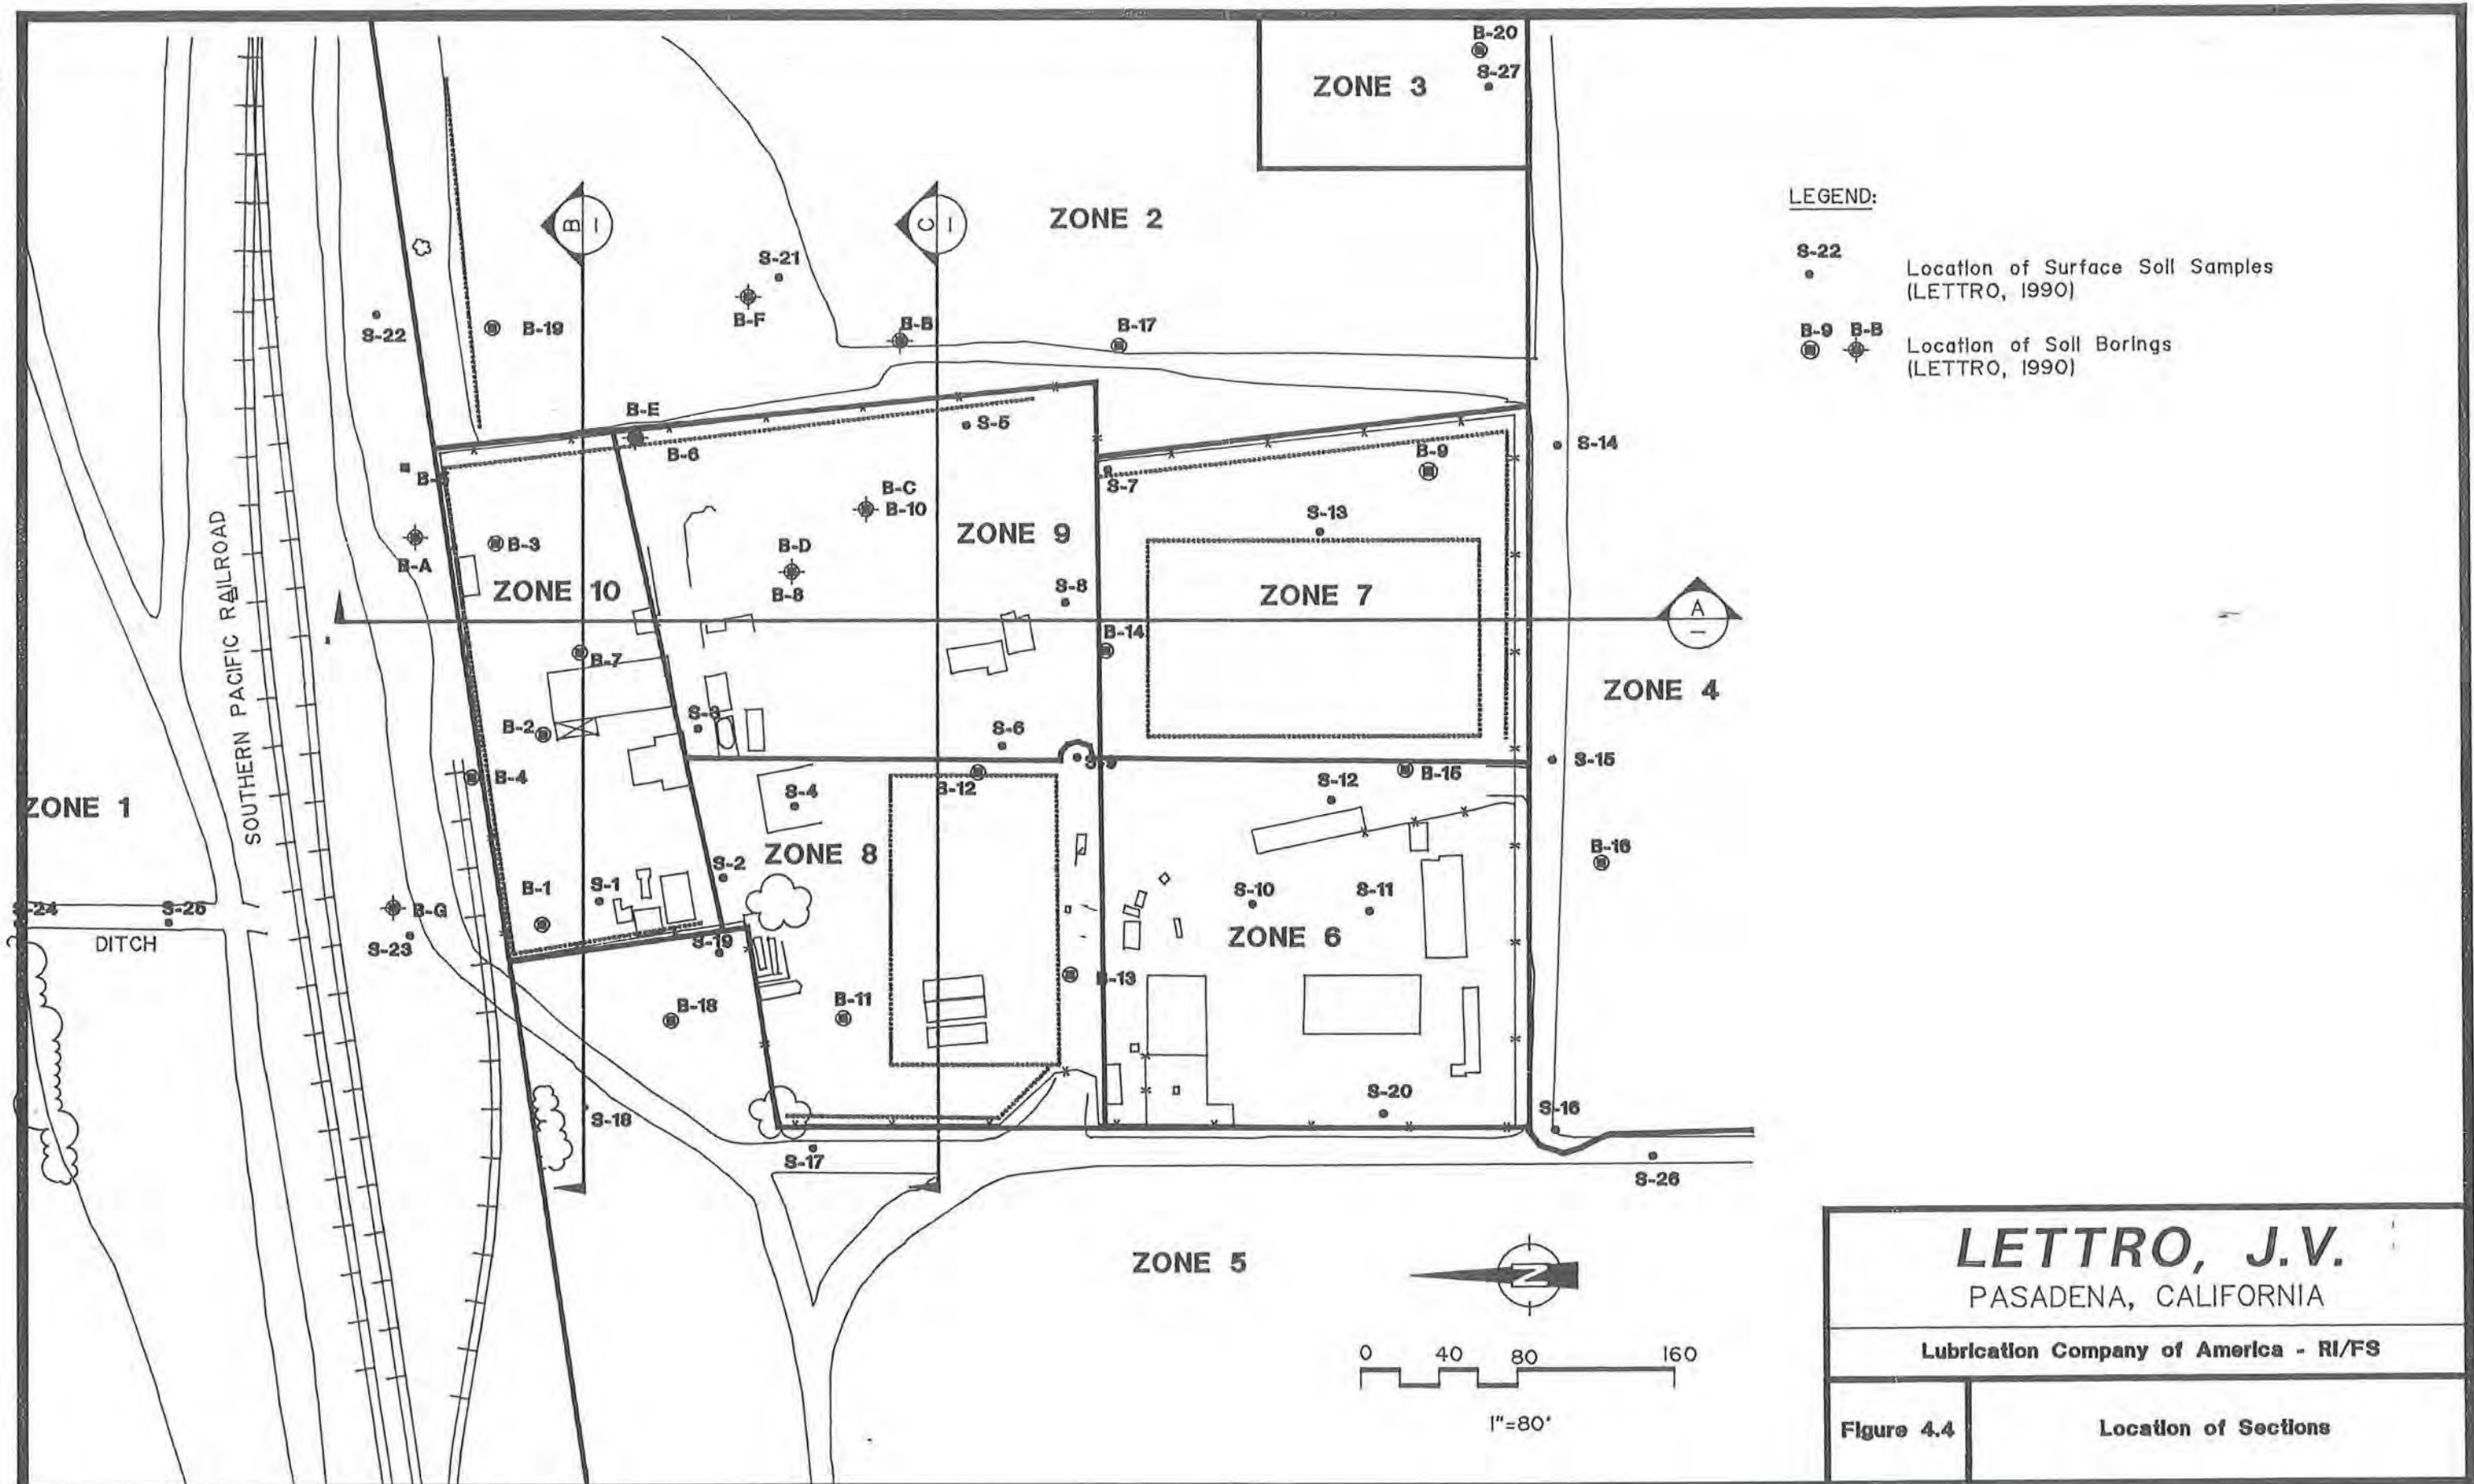 B-20
S-27
ZONE 3
ZONE 2
B
C
S-21
B-F
B-B
B-17
S-22
B-19
LEGEND:
S-22
Location of Surface Soil Samples
(LETTRO, 1990)
B-9 B-B
Location of Soil Borings
(LETTRO, 1990)
B-E
B-6
S-5
S-14
B-9
S-7
B-C
B-10
S-13
ZONE 9
B-3
B-D
B-8
B-A
ZONE 10
S-8
ZONE 7
A
SOUTHERN PACIFIC RAILROAD
B-14
B-7
ZONE 4
S-3
B-2
S-6
S-15
B-4
B-12
S-4
S-12
B-15
ZONE 1
ZONE 8
S-2
B-16
B-1
S-1
S-10
S-11
S-24
S-25
B-G
S-23
DITCH
S-19
ZONE 6
B-13
B-18
B-11
S-20
S-16
S-18
S-17
S-26
ZONE 5
N
0 40 80 160
1"=80'
LETTRO, J.V.
PASADENA, CALIFORNIA
Lubrication Company of America - RI/FS
Figure 4.4
Location of Sections